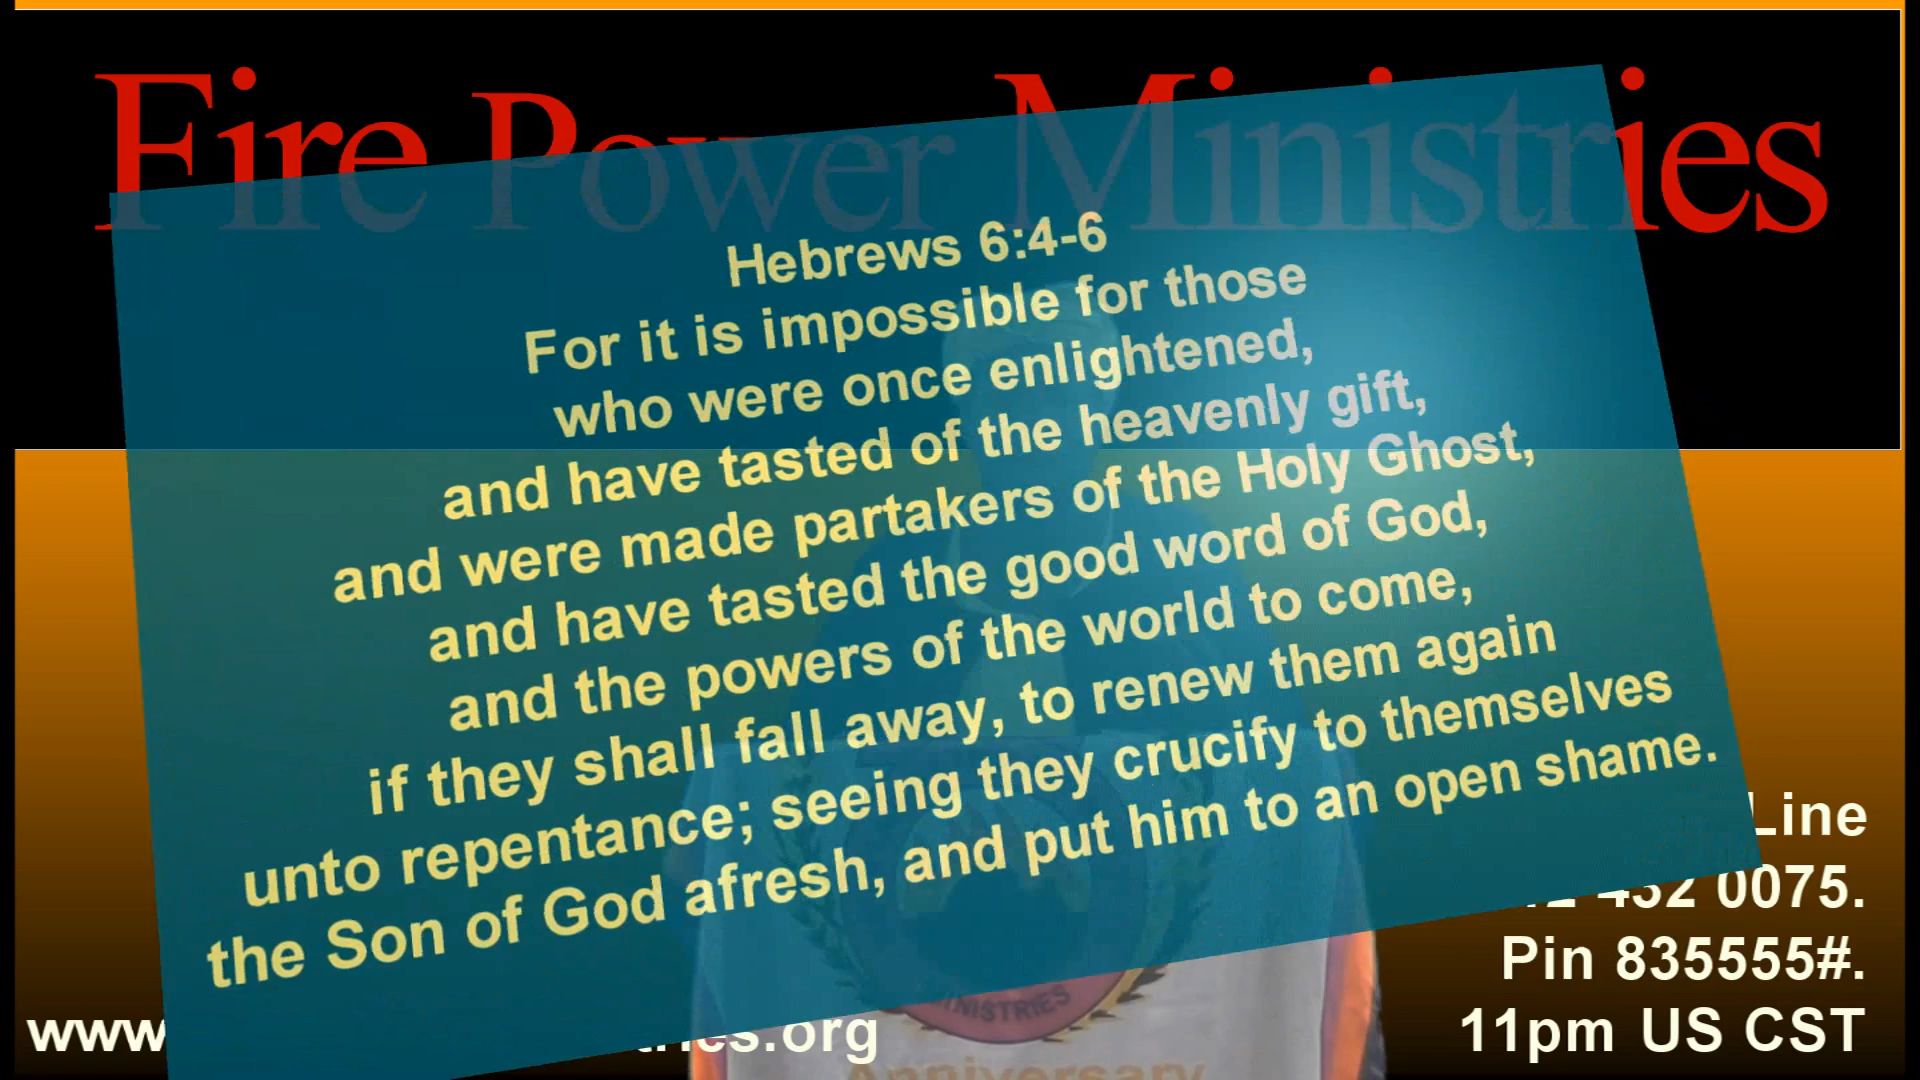 Fire Power Ministries
Hebrews 6:4-6
For it is impossible for those
who were once enlightened,
and have tasted of the heavenly gift,
and were made partakers of the Holy Ghost,
and have tasted the good word of God,
and the powers of the world to come,
if they shall fall away, to renew them again
unto repentance; seeing they crucify to themselves
the Son of God afresh, and put him to an open shame.
Line
432 0075.
Pin 835555#.
11pm US CST
MINISTRIES
Anniversary